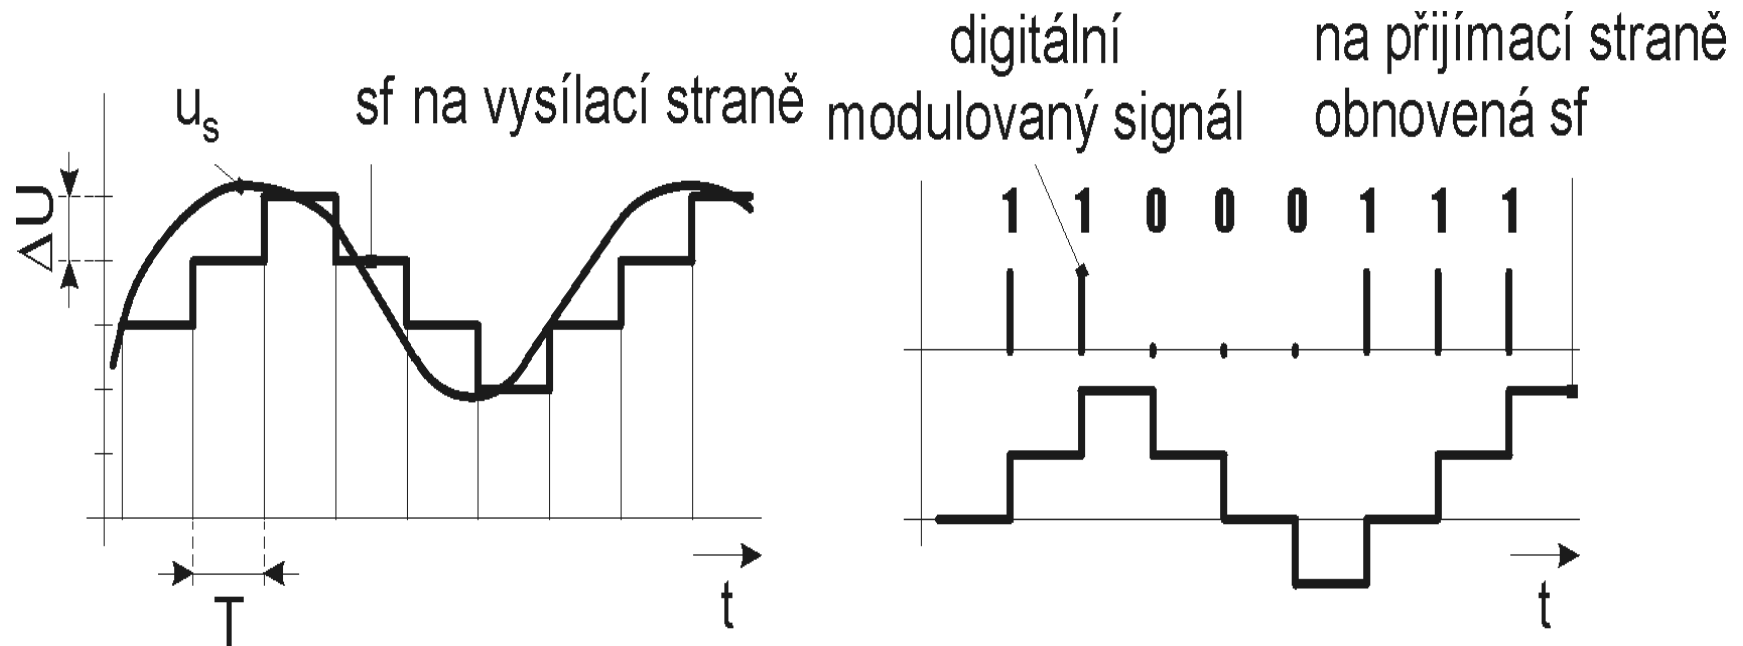 u_s
sf na vysílací straně
ΔU
T
t
digitální
modulovaný signál
na přijímací straně
obnovená sf
1 1 0 0 0 1 1 1
t